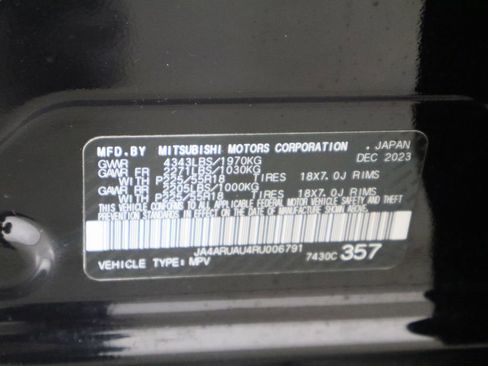 MFD.BY MITSUBISHI MOTORS CORPORATION , JAPAN
GVWR 4343LBS/1970KG DEC 2023
GAWR FR 2271LBS/1030KG
WITH P225/55R18 TIRES 18X7.0J RIMS
GAWR RR 2205LBS/1000KG
WITH P225/55R18 TIRES 18X7.0J RIMS
THIS VEHICLE CONFORMS TO ALL APPLICABLE FEDERAL MOTOR VEHICLE SAFETY AND THEFT
PREVENTION STANDARDS IN EFFECT ON THE DATE OF MANUFACTURE SHOWN ABOVE.
JA4ARUAU4RU006791
VEHICLE TYPE: MPV 7430C 357